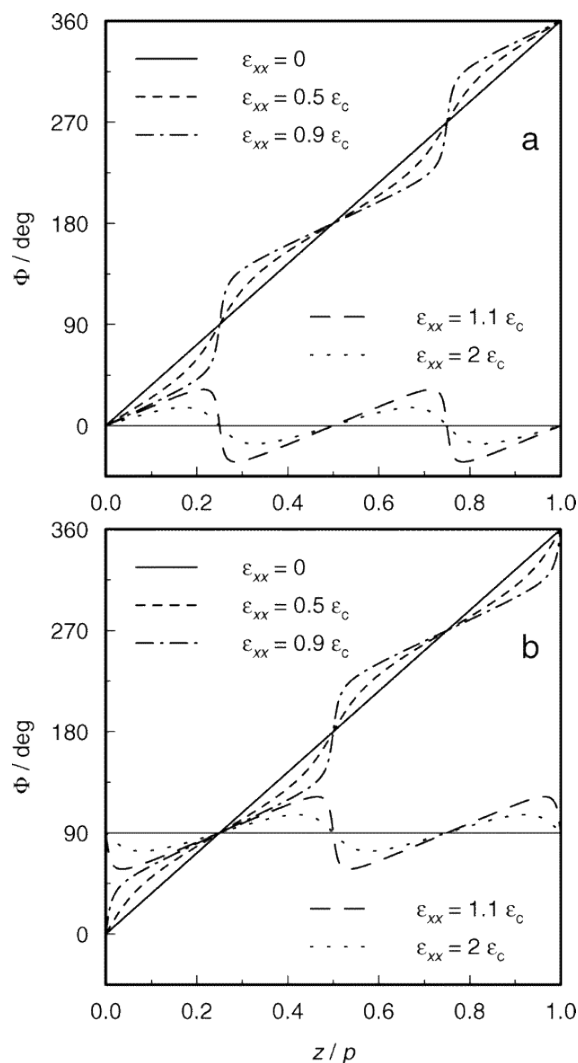 360
270
180
90
0
Φ / deg
εxx = 0
εxx = 0.5 εc
εxx = 0.9 εc
a
εxx = 1.1 εc
εxx = 2 εc
0.0 0.2 0.4 0.6 0.8 1.0
360
270
180
90
0
Φ / deg
εxx = 0
εxx = 0.5 εc
εxx = 0.9 εc
b
εxx = 1.1 εc
εxx = 2 εc
0.0 0.2 0.4 0.6 0.8 1.0
z / p